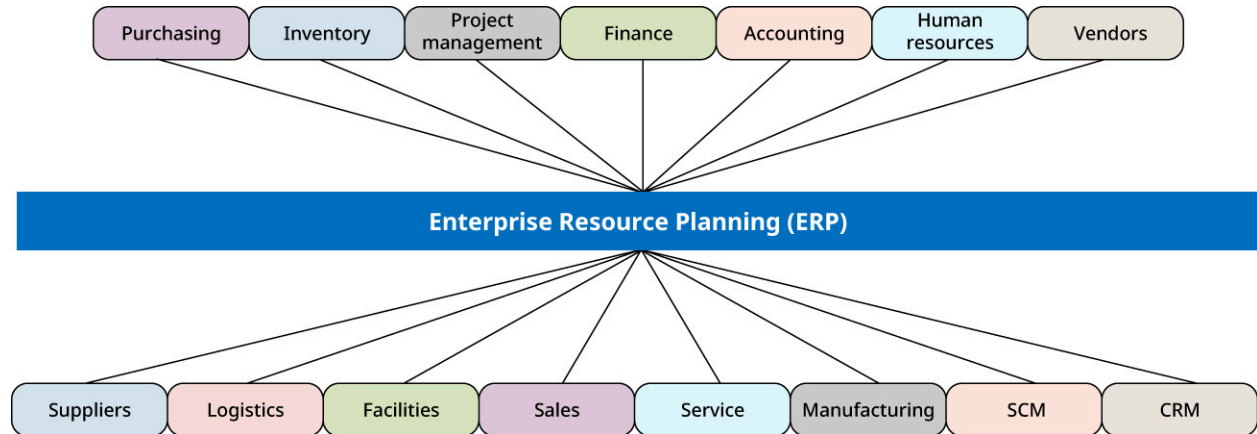 Purchasing
Inventory
Project
management
Finance
Accounting
Human
resources
Vendors
Enterprise Resource Planning (ERP)
Suppliers
Logistics
Facilities
Sales
Service
Manufacturing
SCM
CRM